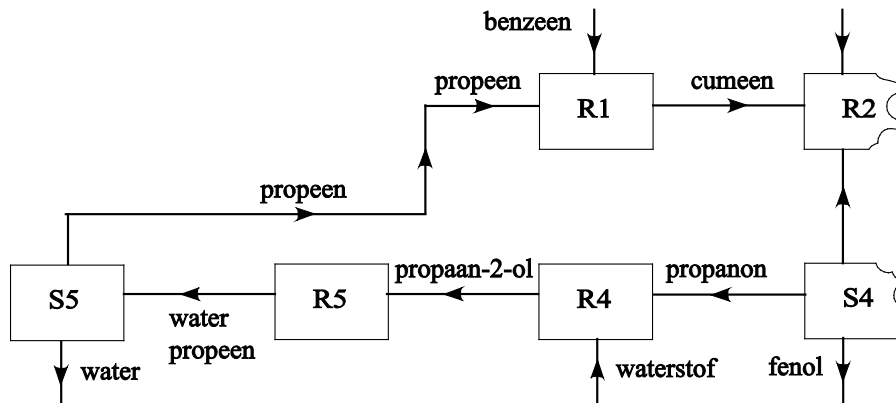 benzeen
propeen
cumeen
R1
R2
propeen
propaan-2-ol
propanon
S5
R5
R4
S4
water
propeen
water
waterstof
fenol